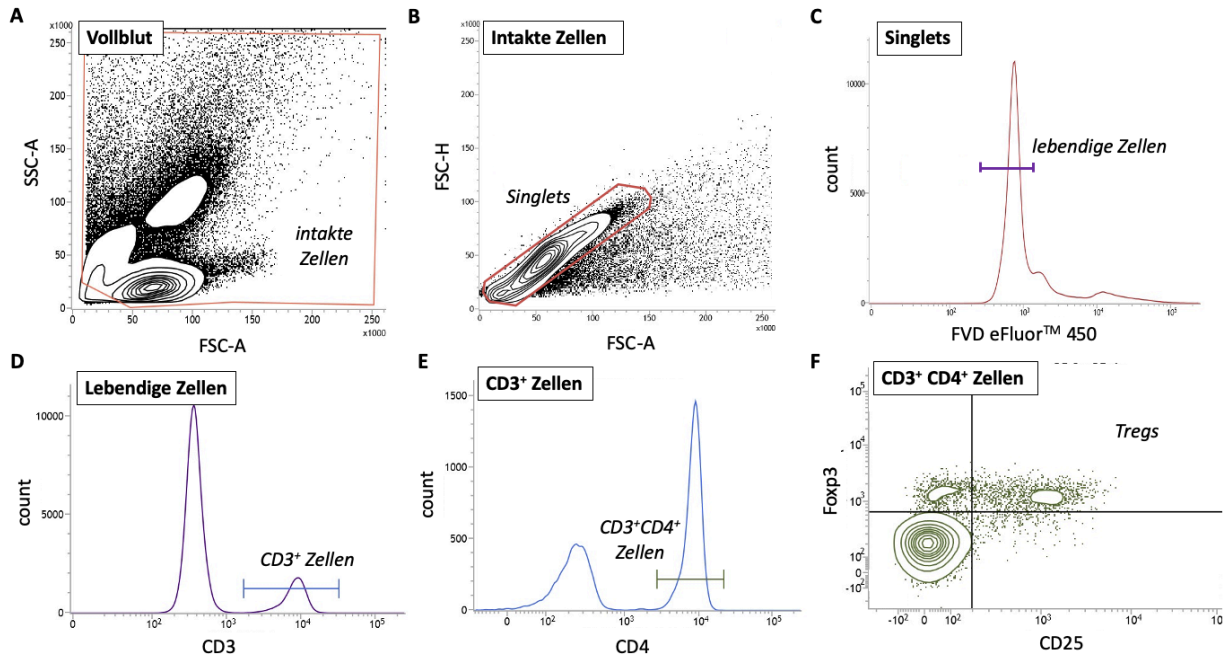 A
Vollblut
x1000
250
200
150
100
50
0
SSC-A
intakte
Zellen
0 50 100 150 200 250
x1000
FSC-A
B
Intakte Zellen
x1000
250
200
150
100
50
0
FSC-H
Singlets
0 50 100 150 200 250
x1000
FSC-A
C
Singlets
10000
5000
0
count
lebendige Zellen
0 10² 10³ 10⁴ 10⁵
FVD eFluor™ 450
D
Lebendige Zellen
10000
5000
0
count
CD3⁺ Zellen
0 10² 10³ 10⁴ 10⁵
CD3
E
CD3⁺ Zellen
1500
1000
500
0
count
CD3⁺CD4⁺
Zellen
0 10² 10³ 10⁴ 10⁵
CD4
F
CD3⁺ CD4⁺ Zellen
10⁵
10⁴
10³
10²
0
-10²
Foxp3
Tregs
-10² 0 10² 10³ 10⁴
CD25